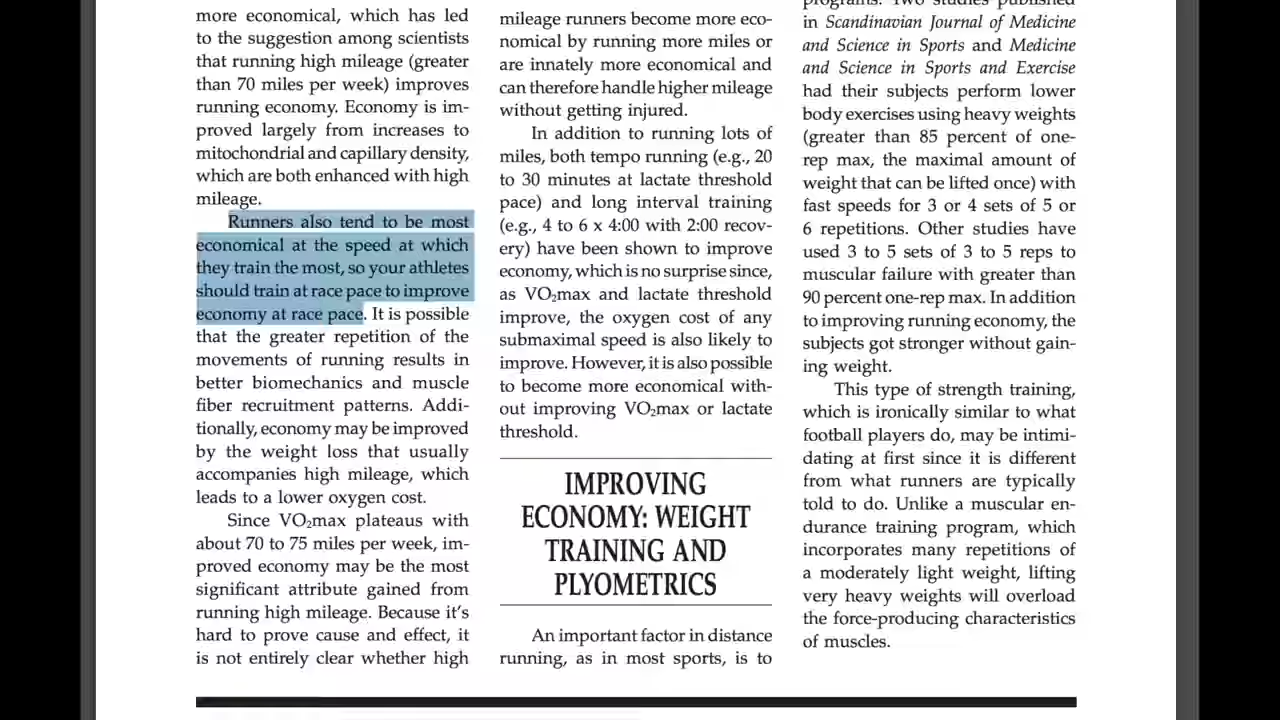 more economical, which has led
to the suggestion among scientists
that running high mileage (greater
than 70 miles per week) improves
running economy. Economy is im-
proved largely from increases to
mitochondrial and capillary density,
which are both enhanced with high
mileage.
Runners also tend to be most
economical at the speed at which
they train the most, so your athletes
should train at race pace to improve
economy at race pace. It is possible
that the greater repetition of the
movements of running results in
better biomechanics and muscle
fiber recruitment patterns. Addi-
tionally, economy may be improved
by the weight loss that usually
accompanies high mileage, which
leads to a lower oxygen cost.
Since VO₂max plateaus with
about 70 to 75 miles per week, im-
proved economy may be the most
significant attribute gained from
running high mileage. Because it's
hard to prove cause and effect, it
is not entirely clear whether high
mileage runners become more eco-
nomical by running more miles or
are innately more economical and
can therefore handle higher mileage
without getting injured.
In addition to running lots of
miles, both tempo running (e.g., 20
to 30 minutes at lactate threshold
pace) and long interval training
(e.g., 4 to 6 x 4:00 with 2:00 recov-
ery) have been shown to improve
economy, which is no surprise since,
as VO₂max and lactate threshold
improve, the oxygen cost of any
submaximal speed is also likely to
improve. However, it is also possible
to become more economical with-
out improving VO₂max or lactate
threshold.
IMPROVING
ECONOMY: WEIGHT
TRAINING AND
PLYOMETRICS
An important factor in distance
running, as in most sports, is to
programs. Two studies published
in Scandinavian Journal of Medicine
and Science in Sports and Medicine
and Science in Sports and Exercise
had their subjects perform lower
body exercises using heavy weights
(greater than 85 percent of one-
rep max, the maximal amount of
weight that can be lifted once) with
fast speeds for 3 or 4 sets of 5 or
6 repetitions. Other studies have
used 3 to 5 sets of 3 to 5 reps to
muscular failure with greater than
90 percent one-rep max. In addition
to improving running economy, the
subjects got stronger without gain-
ing weight.
This type of strength training,
which is ironically similar to what
football players do, may be intimi-
dating at first since it is different
from what runners are typically
told to do. Unlike a muscular en-
durance training program, which
incorporates many repetitions of
a moderately light weight, lifting
very heavy weights will overload
the force-producing characteristics
of muscles.